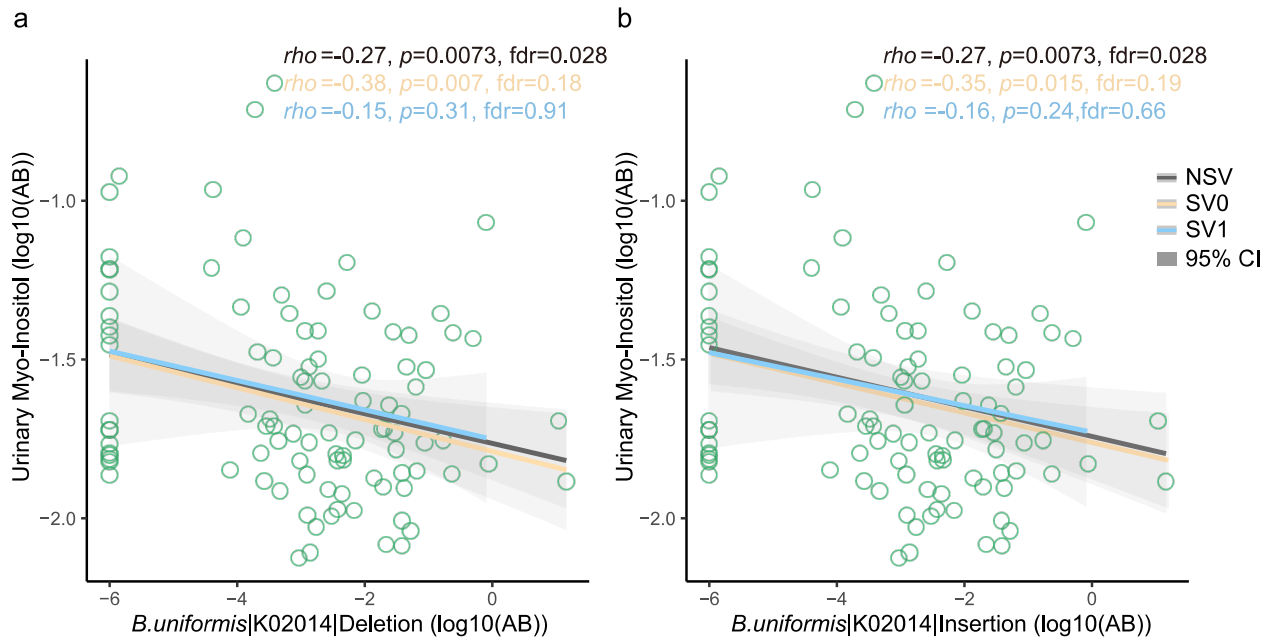 a
rho=-0.27, p=0.0073, fdr=0.028
rho=-0.38, p=0.007, fdr=0.18
rho=-0.15, p=0.31, fdr=0.91
Urinary Myo-Inositol (log10(AB))
−1.0
−1.5
−2.0
−6
−4
−2
0
B.uniformis|K02014|Deletion (log10(AB))
b
rho=-0.27, p=0.0073, fdr=0.028
rho=-0.35, p=0.015, fdr=0.19
rho =-0.16, p=0.24,fdr=0.66
Urinary Myo-Inositol (log10(AB))
−1.0
−1.5
−2.0
−6
−4
−2
0
B.uniformis|K02014|Insertion (log10(AB))
NSV
SV0
SV1
95% CI